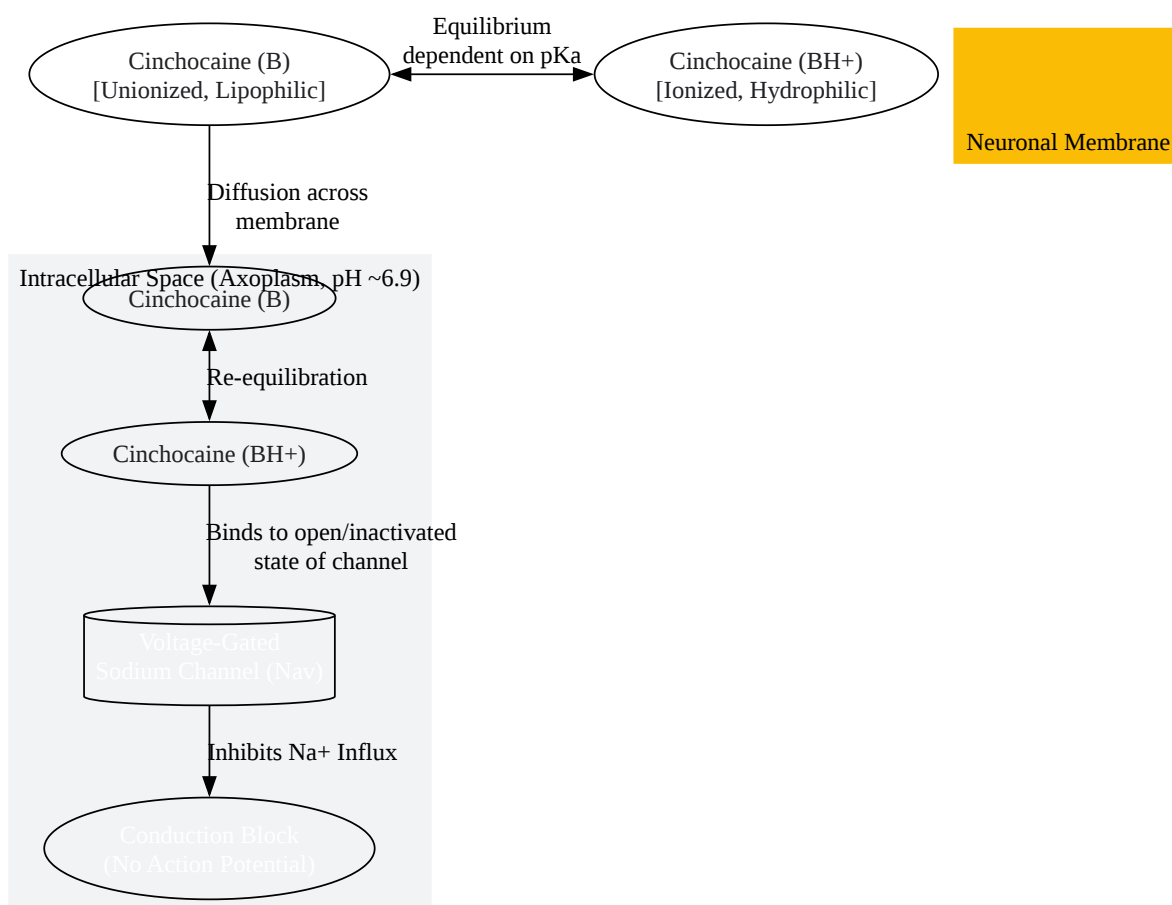 Equilibrium
dependent on pKa
Cinchocaine (B)
[Unionized, Lipophilic]
Cinchocaine (BH+)
[Ionized, Hydrophilic]
Neuronal Membrane
Diffusion across
membrane
Intracellular Space (Axoplasm, pH ~6.9)
Cinchocaine (B)
Re-equilibration
Cinchocaine (BH+)
Binds to open/inactivated
state of channel
Voltage-Gated
Sodium Channel (Nav)
Inhibits Na+ Influx
Conduction Block
(No Action Potential)